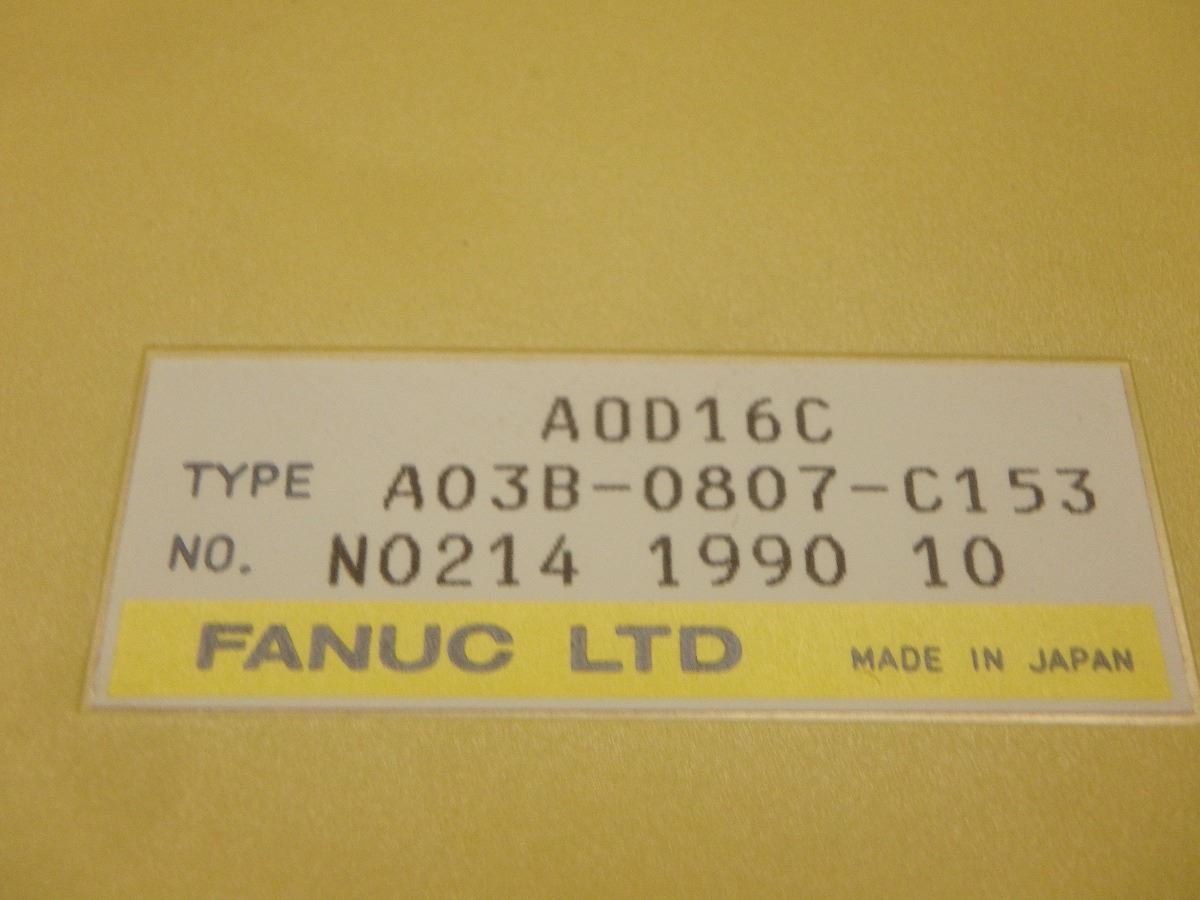 AOD16C
TYPE A03B-0807-C153
NO. N0214 1990 10
FANUC LTD MADE IN JAPAN